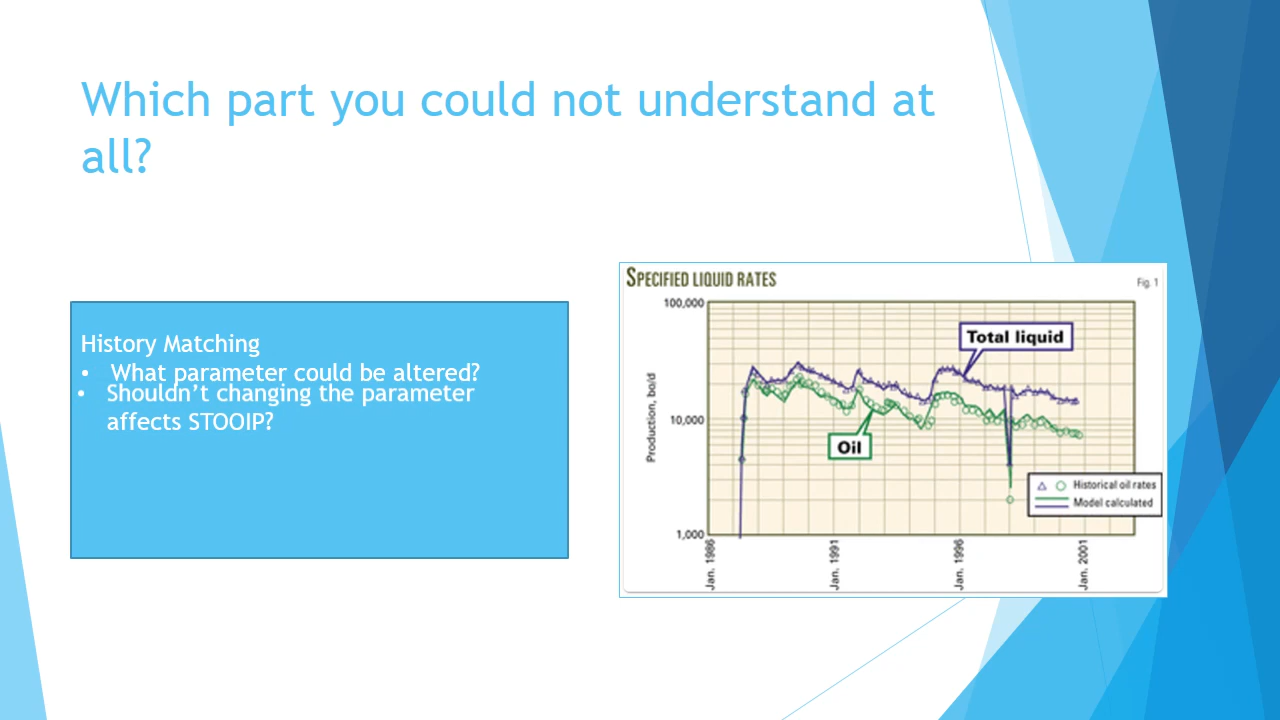 Which part you could not understand at
all?
History Matching
• What parameter could be altered?
• Shouldn’t changing the parameter
affects STOOIP?
SPECIFIED LIQUID RATES
Fig. 1
100,000
10,000
1,000
Production, bo/d
Total liquid
Oil
Historical oil rates
Model calculated
Jan. 1986
Jan. 1991
Jan. 1996
Jan. 2001